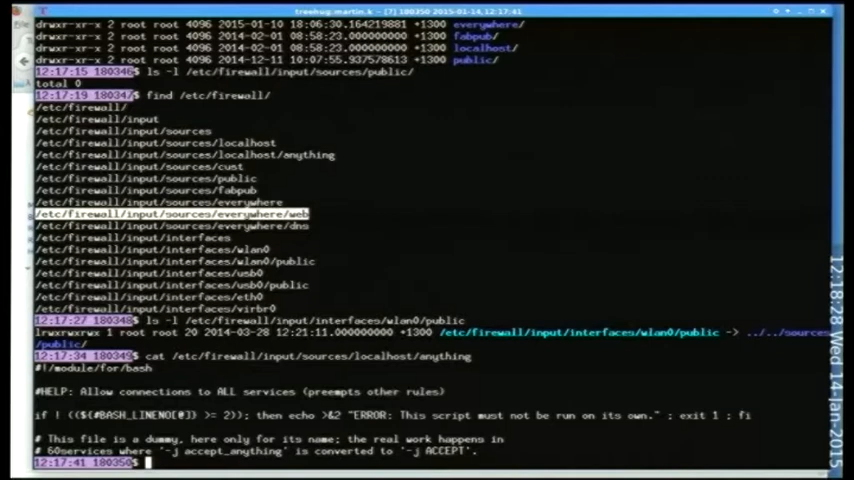 treehug:martin.k - [7] 180350 2015-01-14,12:17:41
drwxr-xr-x 2 root root 4096 2015-01-10 18:06:30.164219881 +1300 everywhere/
drwxr-xr-x 2 root root 4096 2014-02-01 08:58:23.000000000 +1300 fabpub/
drwxr-xr-x 2 root root 4096 2014-02-01 08:58:23.000000000 +1300 localhost/
drwxr-xr-x 2 root root 4096 2014-12-11 10:07:55.937578613 +1300 public/
12:17:15 180346$ ls -l /etc/firewall/input/sources/public/
total 0
12:17:19 180347$ find /etc/firewall/
/etc/firewall/
/etc/firewall/input
/etc/firewall/input/sources
/etc/firewall/input/sources/localhost
/etc/firewall/input/sources/localhost/anything
/etc/firewall/input/sources/cust
/etc/firewall/input/sources/public
/etc/firewall/input/sources/fabpub
/etc/firewall/input/sources/everywhere
/etc/firewall/input/sources/everywhere/web
/etc/firewall/input/sources/everywhere/dns
/etc/firewall/input/interfaces
/etc/firewall/input/interfaces/wlan0
/etc/firewall/input/interfaces/wlan0/public
/etc/firewall/input/interfaces/usb0
/etc/firewall/input/interfaces/usb0/public
/etc/firewall/input/interfaces/eth0
/etc/firewall/input/interfaces/virbr0
12:17:27 180348$ ls -l /etc/firewall/input/interfaces/wlan0/public
lrwxrwxrwx 1 root root 20 2014-03-28 12:21:11.000000000 +1300 /etc/firewall/input/interfaces/wlan0/public -> ../../sources
/public/
12:17:34 180349$ cat /etc/firewall/input/sources/localhost/anything
#!/module/for/bash
#HELP: Allow connections to ALL services (preempts other rules)
if ! ((${#BASH_LINENO[@]} >= 2)); then echo >&2 "ERROR: This script must not be run on its own." ; exit 1 ; fi
# This file is a dummy, here only for its name; the real work happens in
# 60services where '-j accept_anything' is converted to '-j ACCEPT'.
12:17:41 180350$
12:18:28 Wed 14-Jan-2015